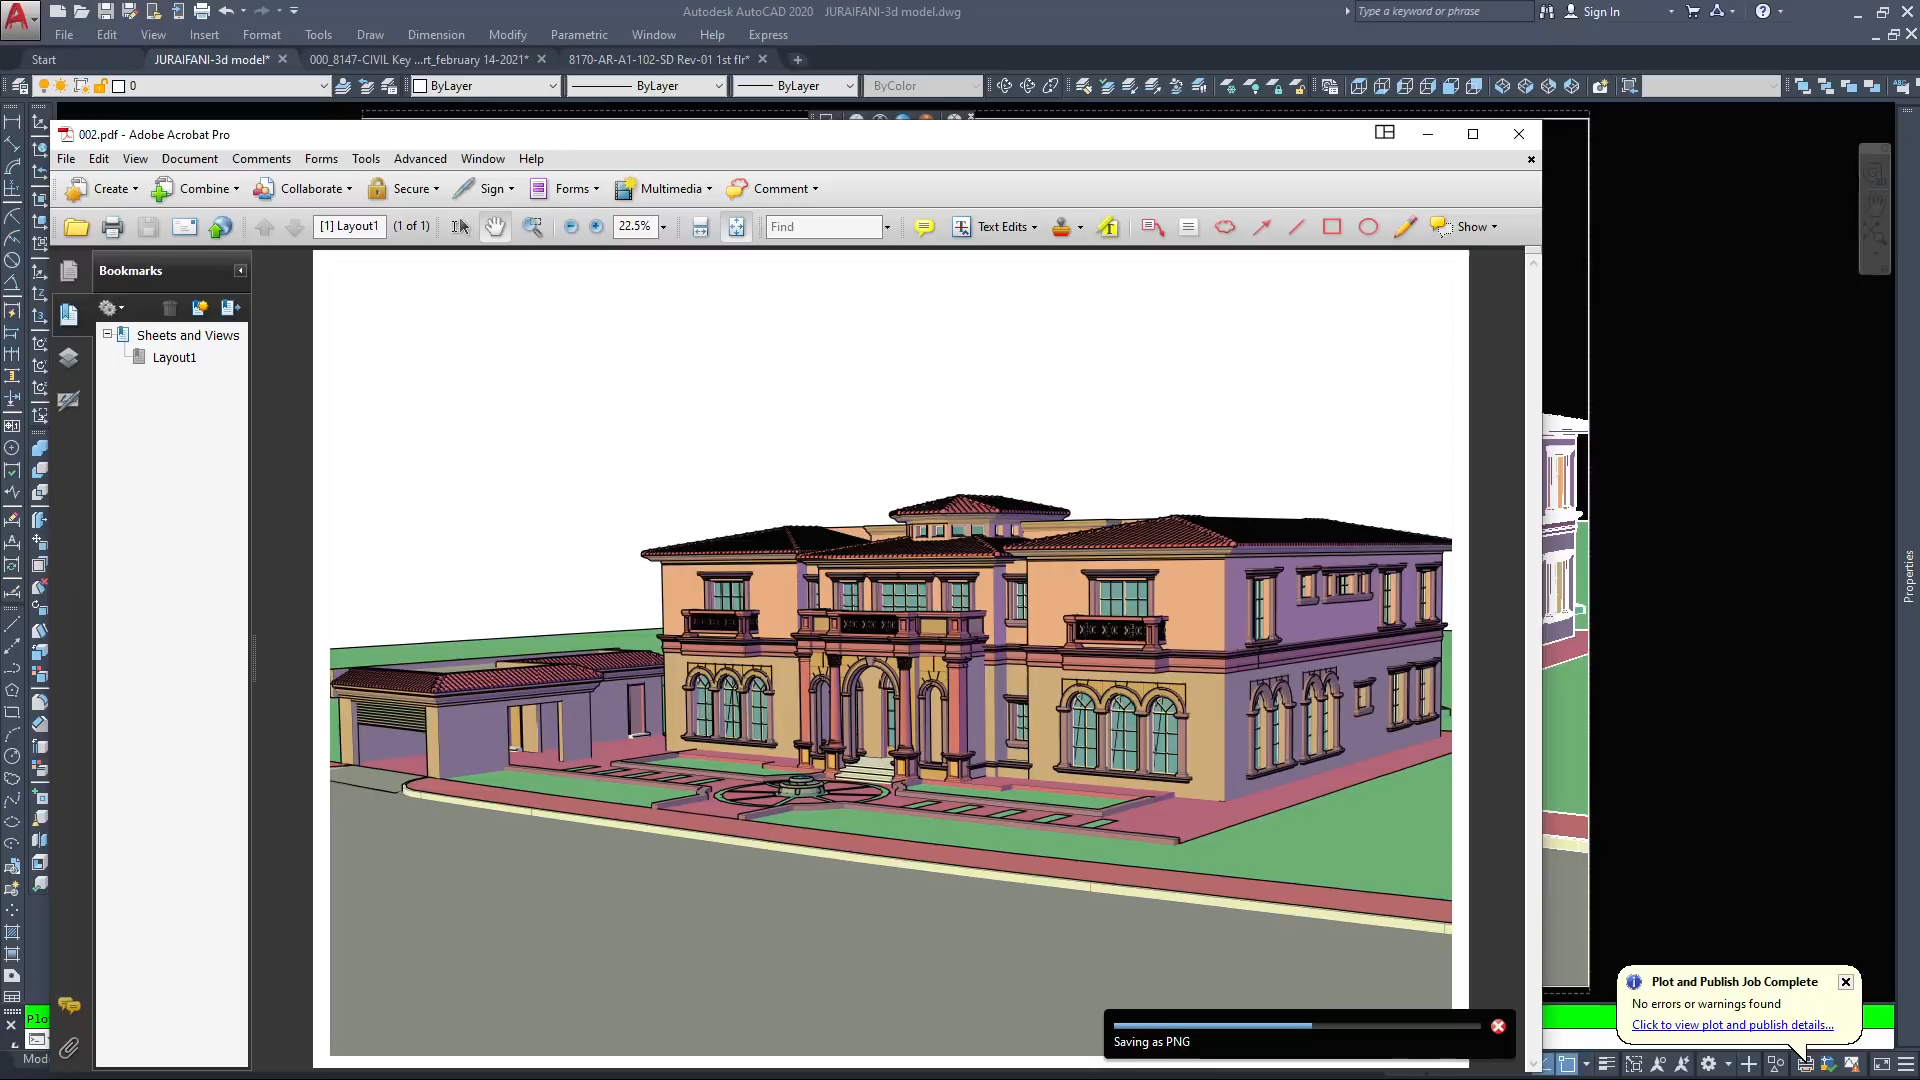 Autodesk AutoCAD 2020 JURAIFANI-3d model.dwg
Type a keyword or phrase
Sign In
File Edit View Insert Format Tools Draw Dimension Modify Parametric Window Help Express
Start
JURAIFANI-3d model*
000_8147-CIVIL Key ...rt_february 14-2021*
8170-AR-A1-102-SD Rev-01 1st flr*
0
ByLayer
ByLayer
ByLayer
ByColor
002.pdf - Adobe Acrobat Pro
File Edit View Document Comments Forms Tools Advanced Window Help
Create
Combine
Collaborate
Secure
Sign
Forms
Multimedia
Comment
[1] Layout1
(1 of 1)
22.5%
Find
Text Edits
Show
Bookmarks
Sheets and Views
Layout1
Properties
Plot and Publish Job Complete
No errors or warnings found
Click to view plot and publish details...
Saving as PNG
Plo
Mod